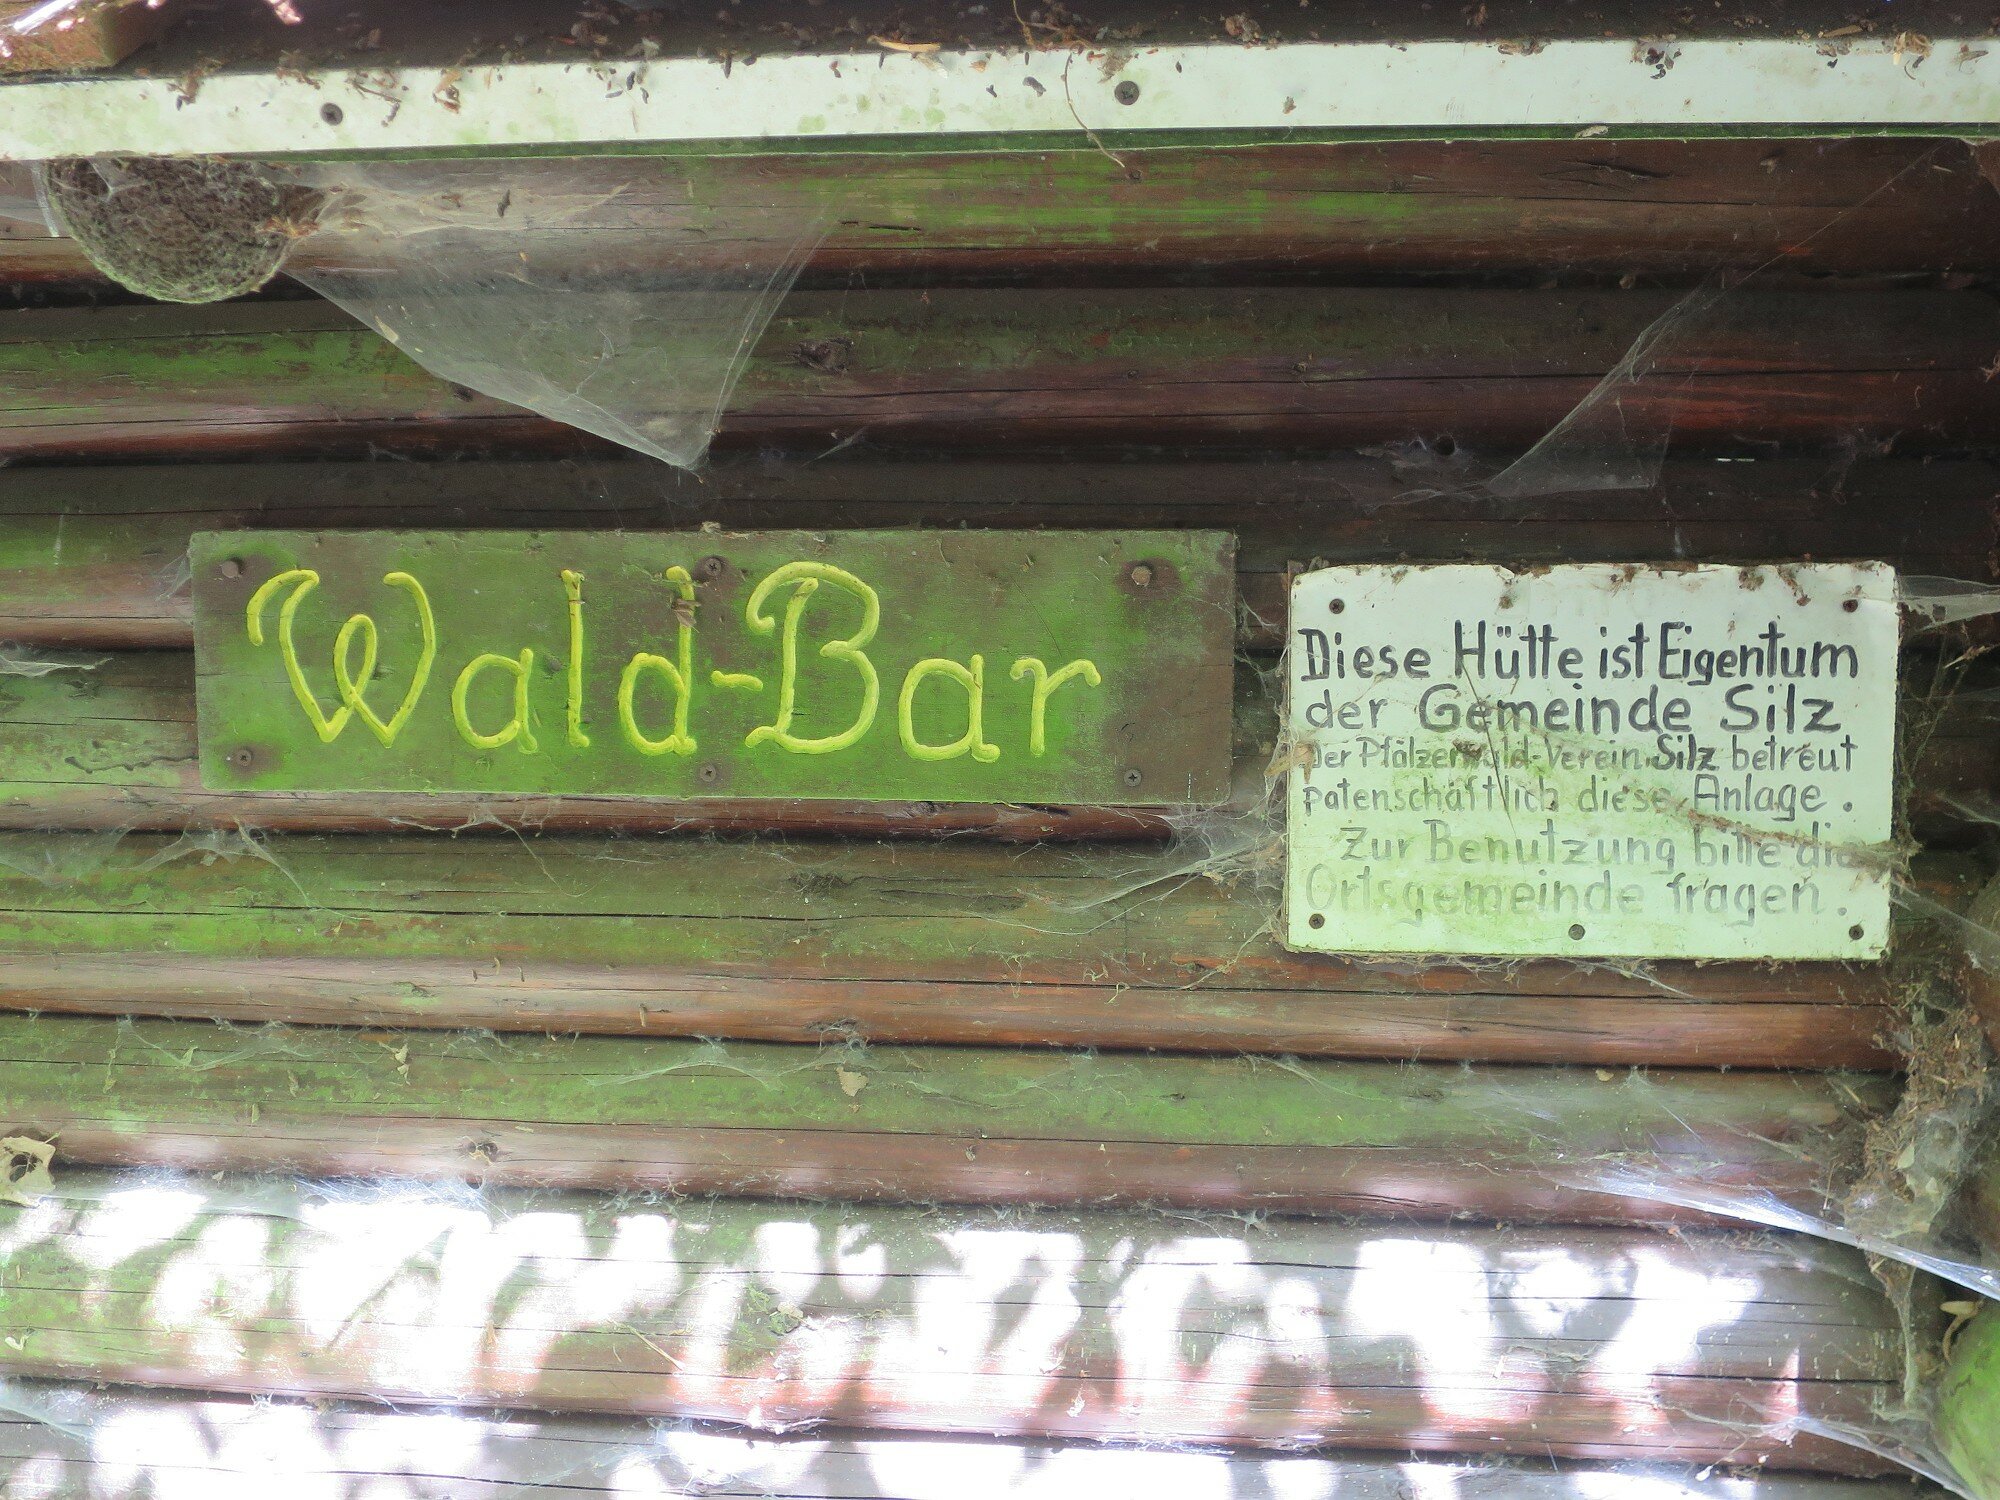 Wald-Bar
Diese Hütte ist Eigentum
der Gemeinde Silz
Der Pfälzerwald-Verein Silz betreut
patenschaftlich diese Anlage.
Zur Benutzung bitte die
Ortsgemeinde fragen.